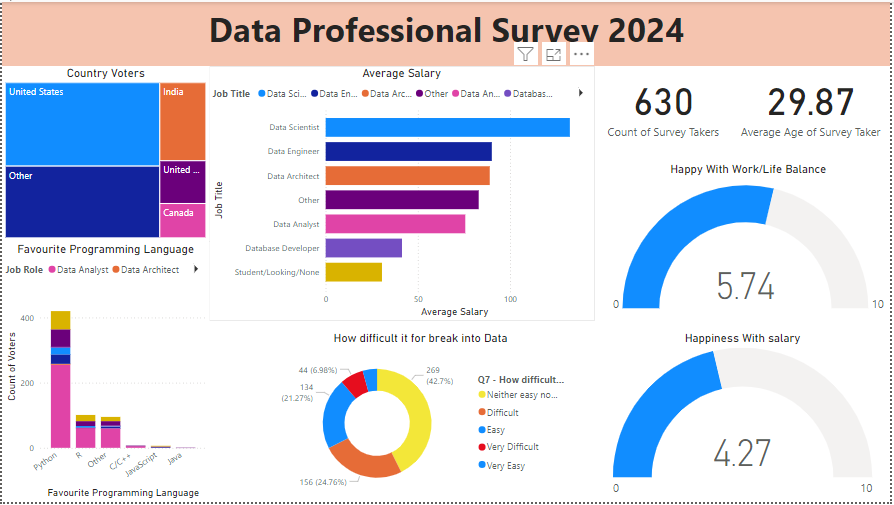 Data Professional Survey 2024
Country Voters
United States
India
Other
United ...
Canada
Average Salary
Job Title
Data Sci...
Data En...
Data Arc...
Other
Data An...
Databas...
Job Title
Data Scientist
Data Engineer
Data Architect
Other
Data Analyst
Database Developer
Student/Looking/None
0
50
100
Average Salary
630
Count of Survey Takers
29.87
Average Age of Survey Taker
Happy With Work/Life Balance
5.74
0
10
Favourite Programming Language
Job Role
Data Analyst
Data Architect
Count of Voters
400
200
0
Python
R
Other
C/C++
JavaScript
Java
Favourite Programming Language
How difficult it for break into Data
44 (6.98%)
134
(21.27%)
269
(42.7%)
156 (24.76%)
Q7 - How difficult...
Neither easy no...
Difficult
Easy
Very Difficult
Very Easy
Happiness With salary
4.27
0
10